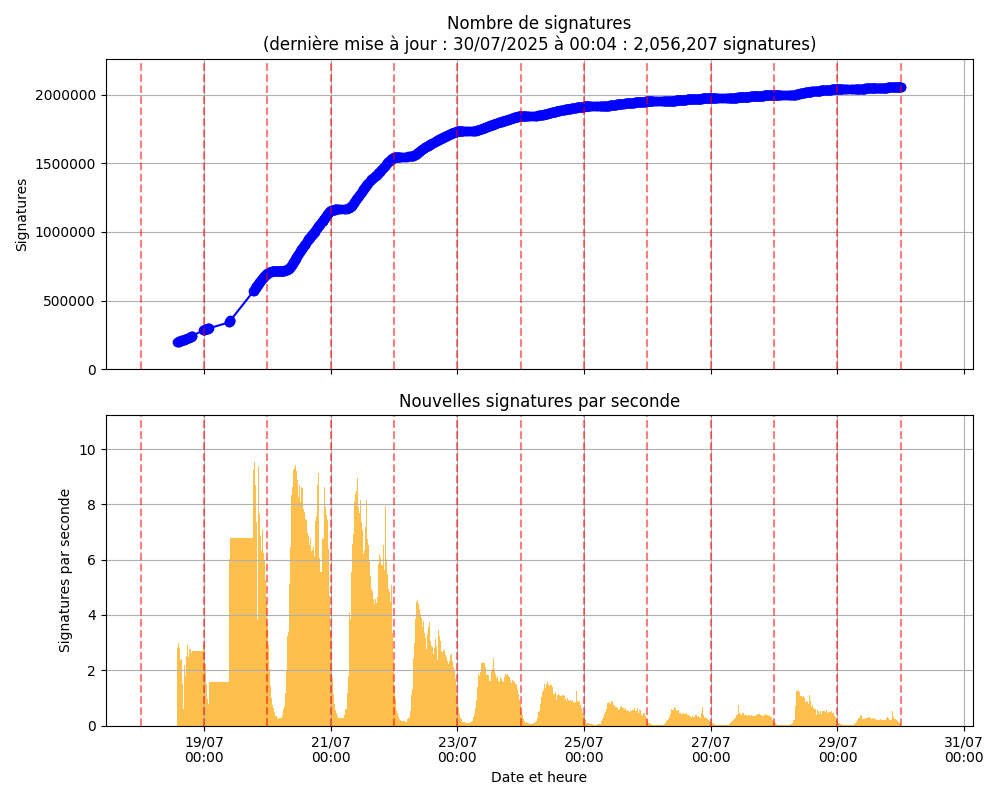 Nombre de signatures
(dernière mise à jour : 30/07/2025 à 00:04 : 2,056,207 signatures)
Signatures
2000000
1500000
1000000
500000
0
Nouvelles signatures par seconde
Signatures par seconde
10
8
6
4
2
0
19/07 21/07 23/07 25/07 27/07 29/07 31/07
00:00 00:00 00:00 00:00 00:00 00:00 00:00
Date et heure